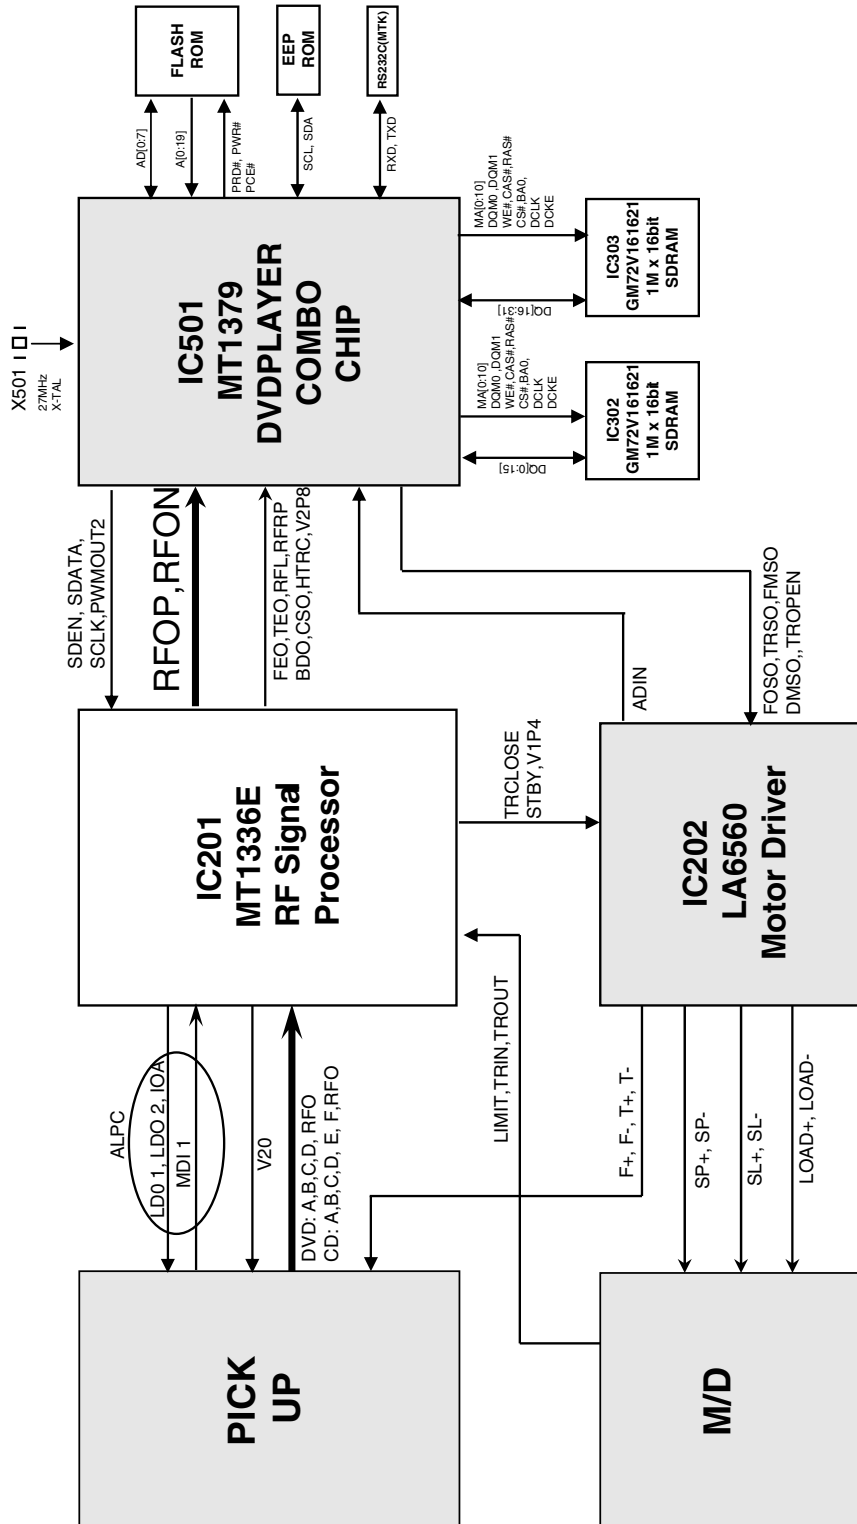 PICK
UP
M/D
ALPC
LD0 1, LDO 2, IOA
MDI 1
V20
DVD: A,B,C,D, RFO
CD: A,B,C,D, E, F,RFO
LIMIT,TRIN,TROUT
F+, F-, T+, T-
SP+, SP-
SL+, SL-
LOAD+, LOAD-
IC201
MT1336E
RF Signal
Processor
IC202
LA6560
Motor Driver
TRCLOSE
STBY,V1P4
ADIN
FOSO,TRSO,FMSO
DMSO,,TROPEN
SDEN, SDATA,
SCLK,PWMOUT2
RFOP,RFON
FEO,TEO,RFL,RFRP
BDO,CSO,HTRC,V2P8
X501
27MHz
X-TAL
IC501
MT1379
DVDPLAYER
COMBO
CHIP
DQ[0:15]
MA[0:10]
DQM0 ,DQM1
WE#,CAS#,RAS#
CS#,BA0,
DCLK
DCKE
IC302
GM72V161621
1M x 16bit
SDRAM
DQ[16:31]
MA[0:10]
DQM0 ,DQM1
WE#,CAS#,RAS#
CS#,BA0,
DCLK
DCKE
IC303
GM72V161621
1M x 16bit
SDRAM
AD[0:7]
A[0:19]
PRD#, PWR#
PCE#
SCL, SDA
RXD, TXD
FLASH
ROM
EEP
ROM
RS232C(MTK)